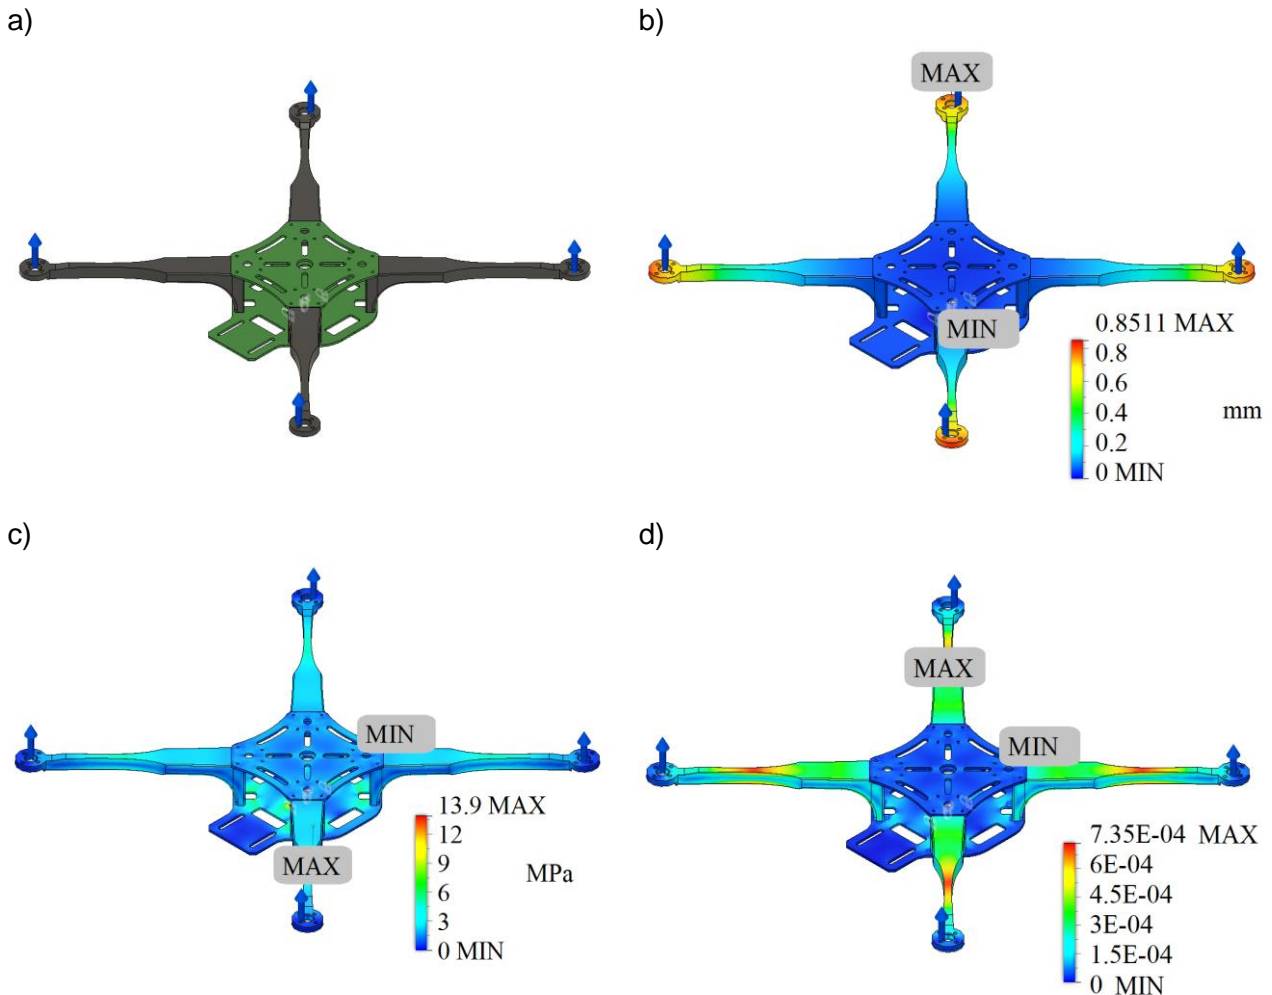 a)
b)
MAX
MIN
0.8511 MAX
0.8
0.6
0.4
mm
0.2
0 MIN
c)
d)
MIN
13.9 MAX
12
9
MAX
MPa
6
3
0 MIN
MAX
MIN
7.35E-04 MAX
6E-04
4.5E-04
3E-04
1.5E-04
0 MIN